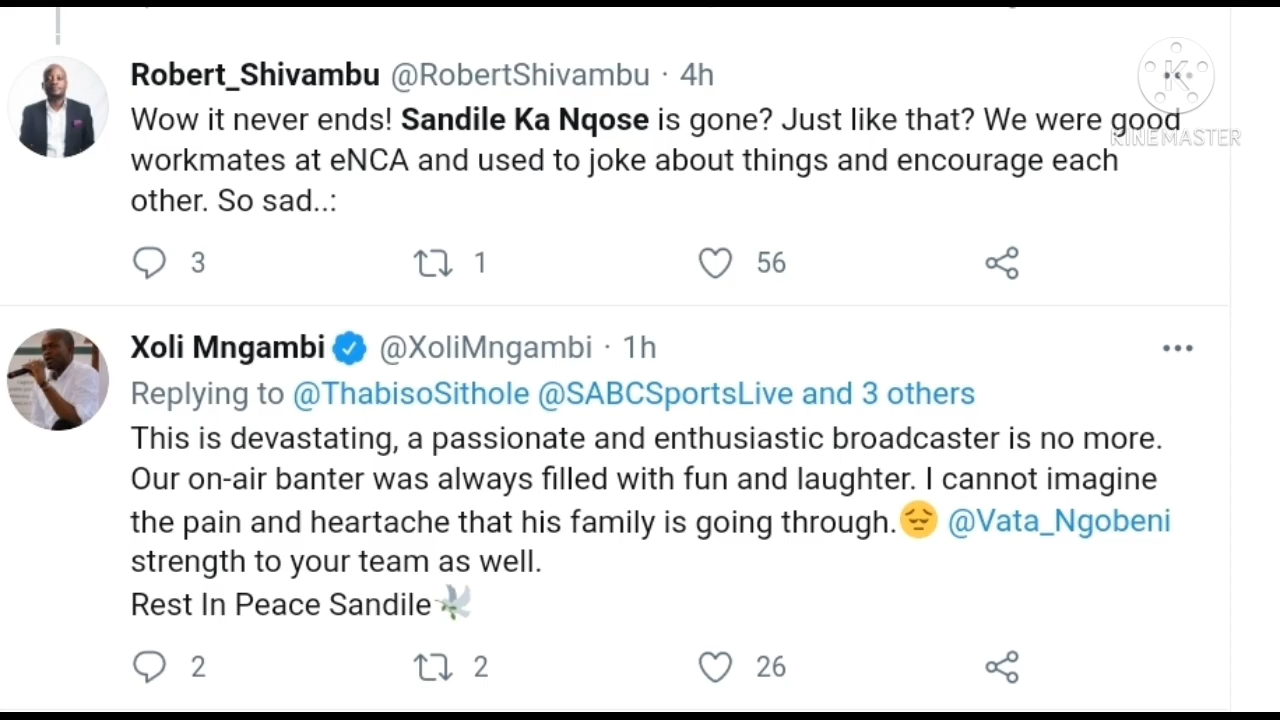 Robert_Shivambu @RobertShivambu · 4h
Wow it never ends! Sandile Ka Nqose is gone? Just like that? We were good
workmates at eNCA and used to joke about things and encourage each
other. So sad..:
3 1 56
KINEMASTER
Xoli Mngambi @XoliMngambi · 1h
Replying to @ThabisoSithole @SABCSportsLive and 3 others
This is devastating, a passionate and enthusiastic broadcaster is no more.
Our on-air banter was always filled with fun and laughter. I cannot imagine
the pain and heartache that his family is going through.😔 @Vata_Ngobeni
strength to your team as well.
Rest In Peace Sandile🕊
2 2 26